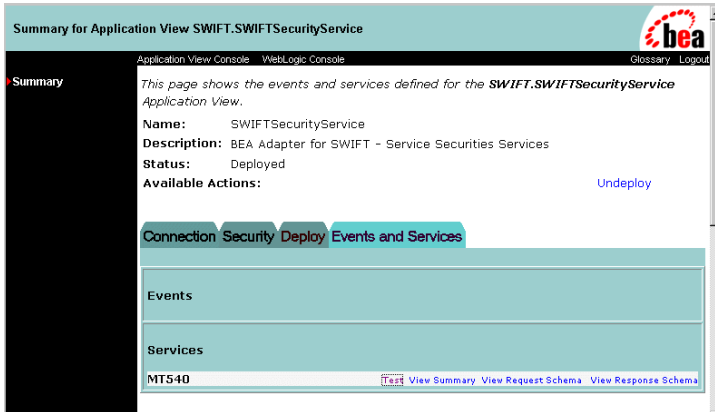 Summary for Application View SWIFT.SWIFTSecurityService
bea
Application View Console WebLogic Console Glossary Logout
Summary
This page shows the events and services defined for the SWIFT.SWIFTSecurityService
Application View.
Name: SWIFTSecurityService
Description: BEA Adapter for SWIFT - Service Securities Services
Status: Deployed
Available Actions: Undeploy
Connection Security Deploy Events and Services
Events
Services
MT540 Test View Summary View Request Schema View Response Schema